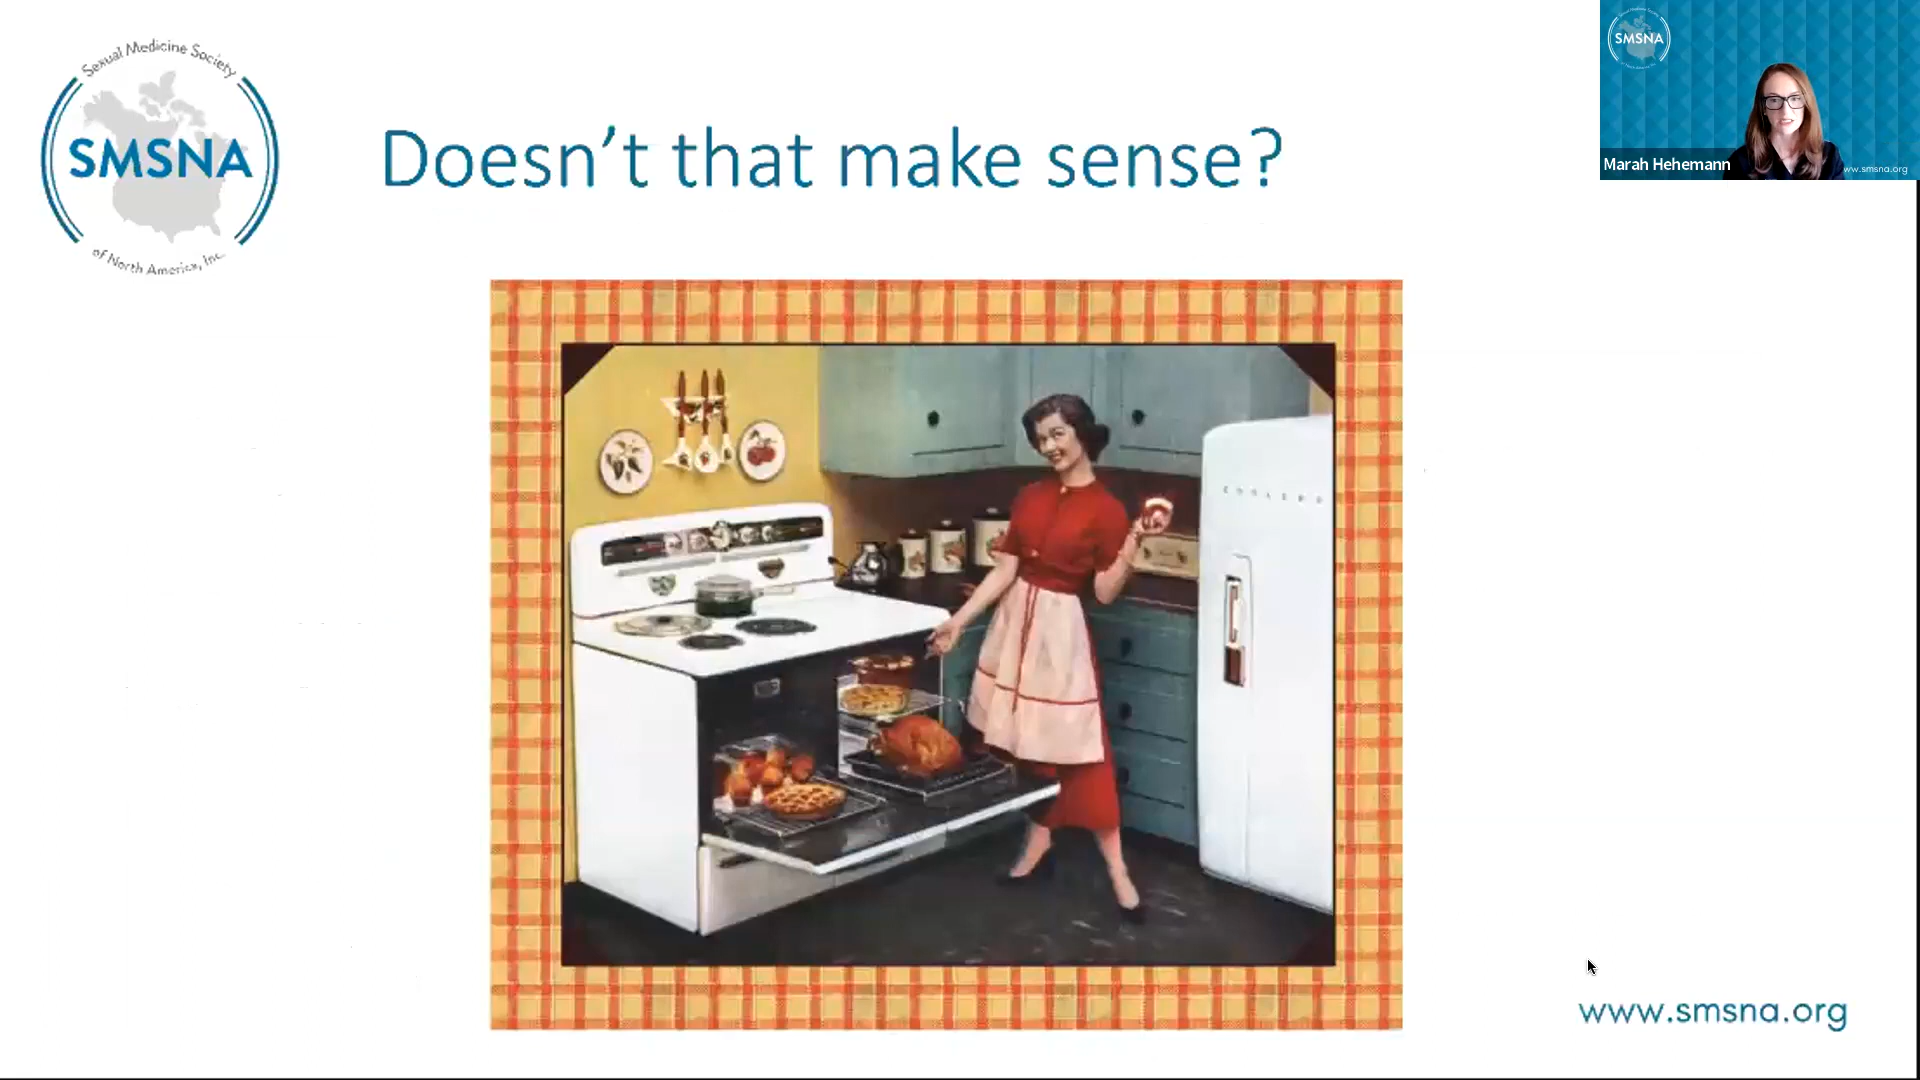 Sexual Medicine Society
SMSNA
of North America, Inc.
Doesn’t that make sense?
SMSNA
Marah Hehemann
ww.smsna.org
www.smsna.org